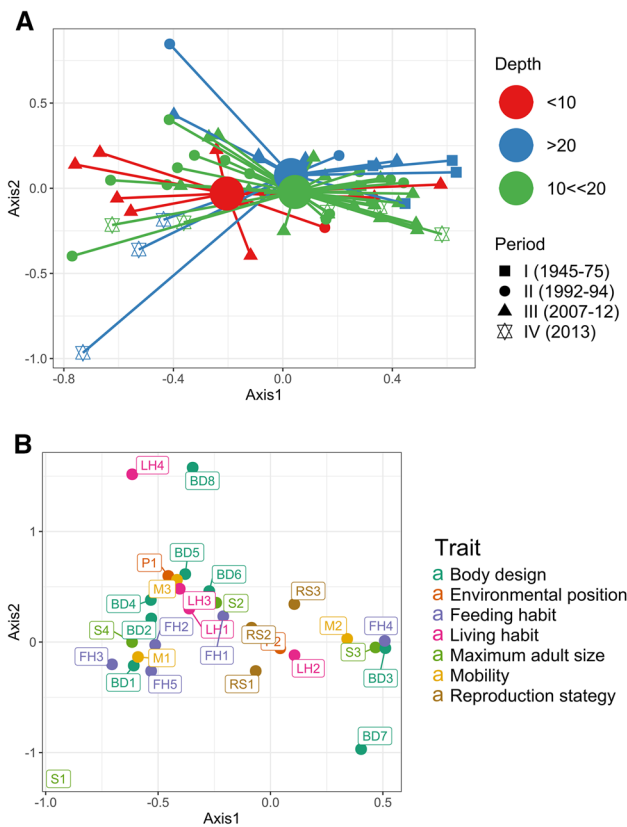 A
Axis2
0.5
0.0
-0.5
-1.0
-0.8
-0.4
0.0
0.4
Axis1
Depth
<10
>20
10<<20
Period
I (1945-75)
II (1992-94)
III (2007-12)
IV (2013)
B
Axis2
1
0
-1
-1.0
-0.5
0.0
0.5
Axis1
LH4
BD8
P1
BD5
M3
BD6
BD4
LH3
S2
RS3
S4
BD2
FH2
LH1
RS2
M2
FH4
FH3
M1
FH1
S3
BD1
FH5
RS1
LH2
BD3
BD7
S1
Trait
a Body design
a Environmental position
a Feeding habit
a Living habit
a Maximum adult size
a Mobility
a Reproduction stategy